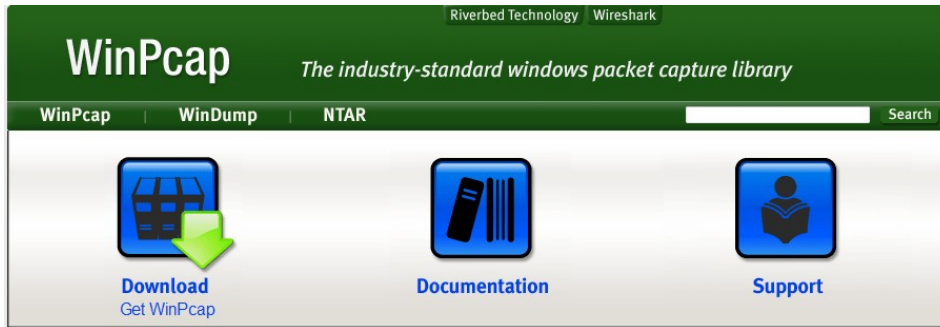 Riverbed Technology Wireshark
WinPcap
The industry-standard windows packet capture library
WinPcap | WinDump | NTAR
Search
Download
Get WinPcap
Documentation
Support